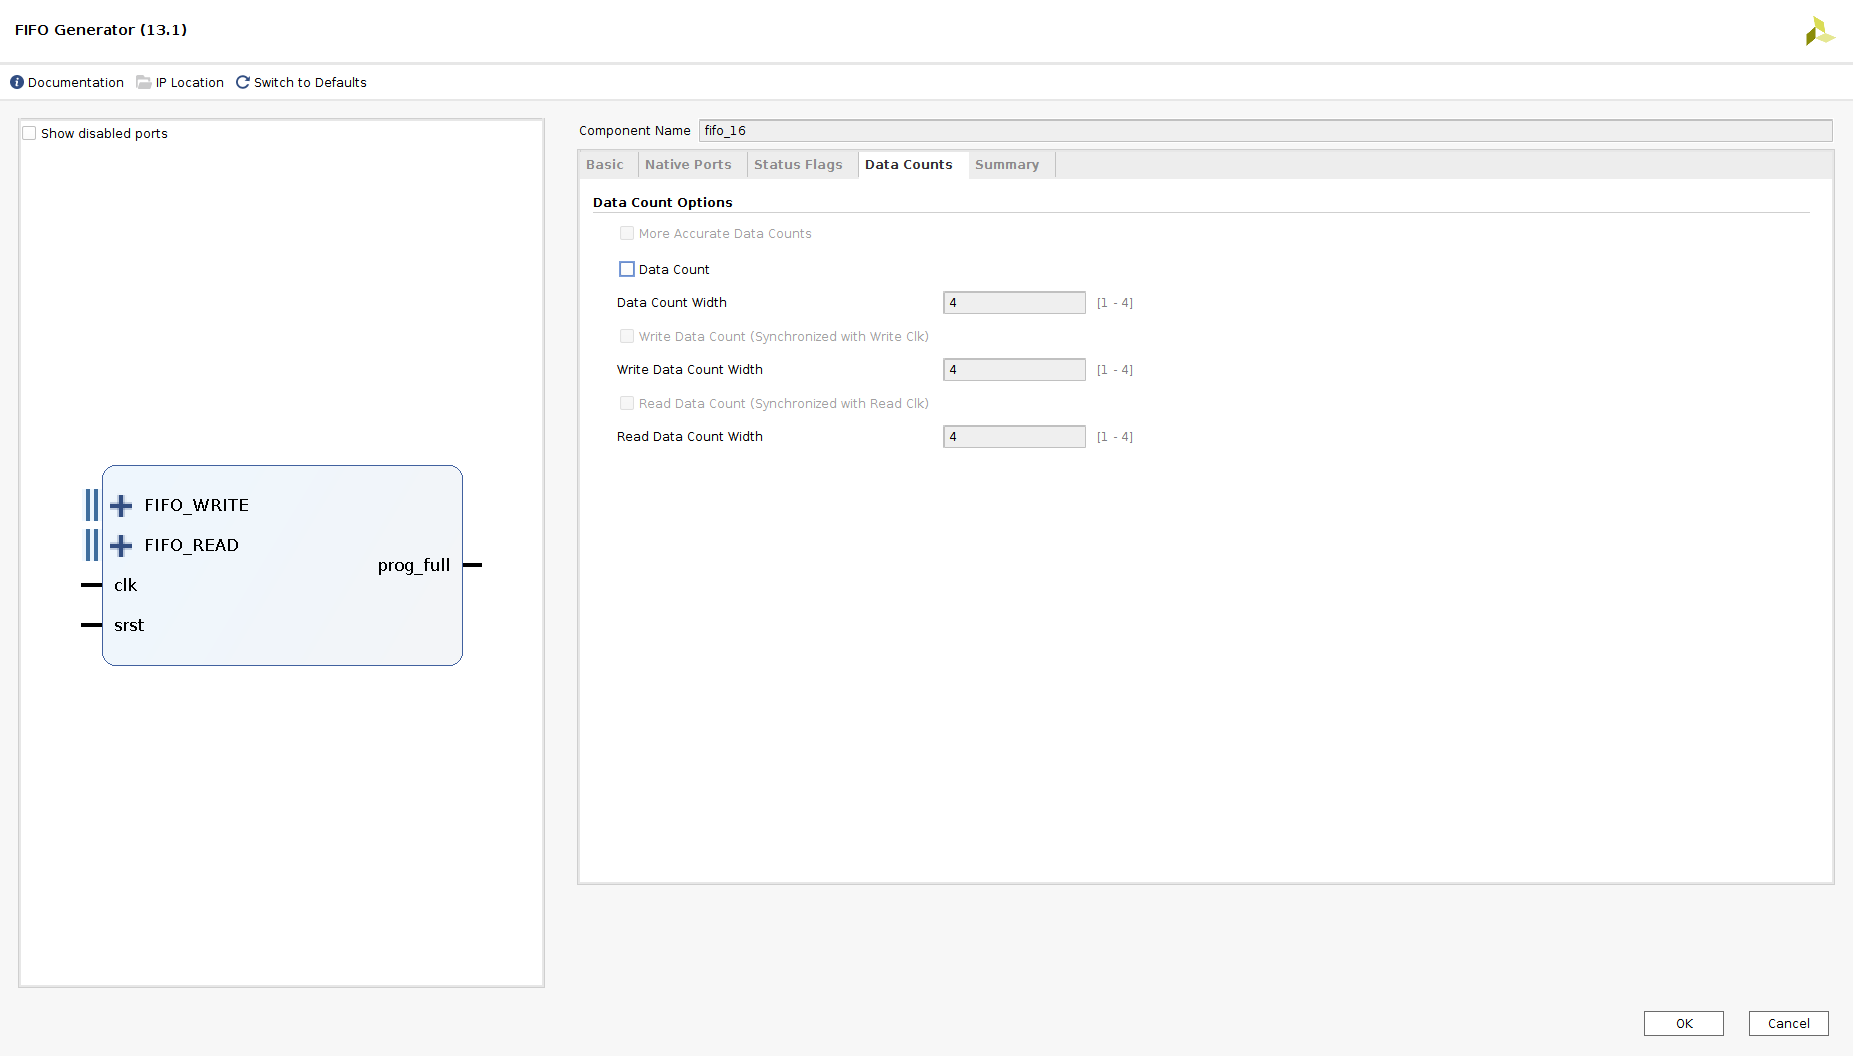 FIFO Generator (13.1)
Documentation IP Location Switch to Defaults
Show disabled ports
FIFO_WRITE
FIFO_READ
clk
srst
prog_full
Component Name fifo_16
Basic Native Ports Status Flags Data Counts Summary
Data Count Options
More Accurate Data Counts
Data Count
Data Count Width 4 [1 - 4]
Write Data Count (Synchronized with Write Clk)
Write Data Count Width 4 [1 - 4]
Read Data Count (Synchronized with Read Clk)
Read Data Count Width 4 [1 - 4]
OK Cancel